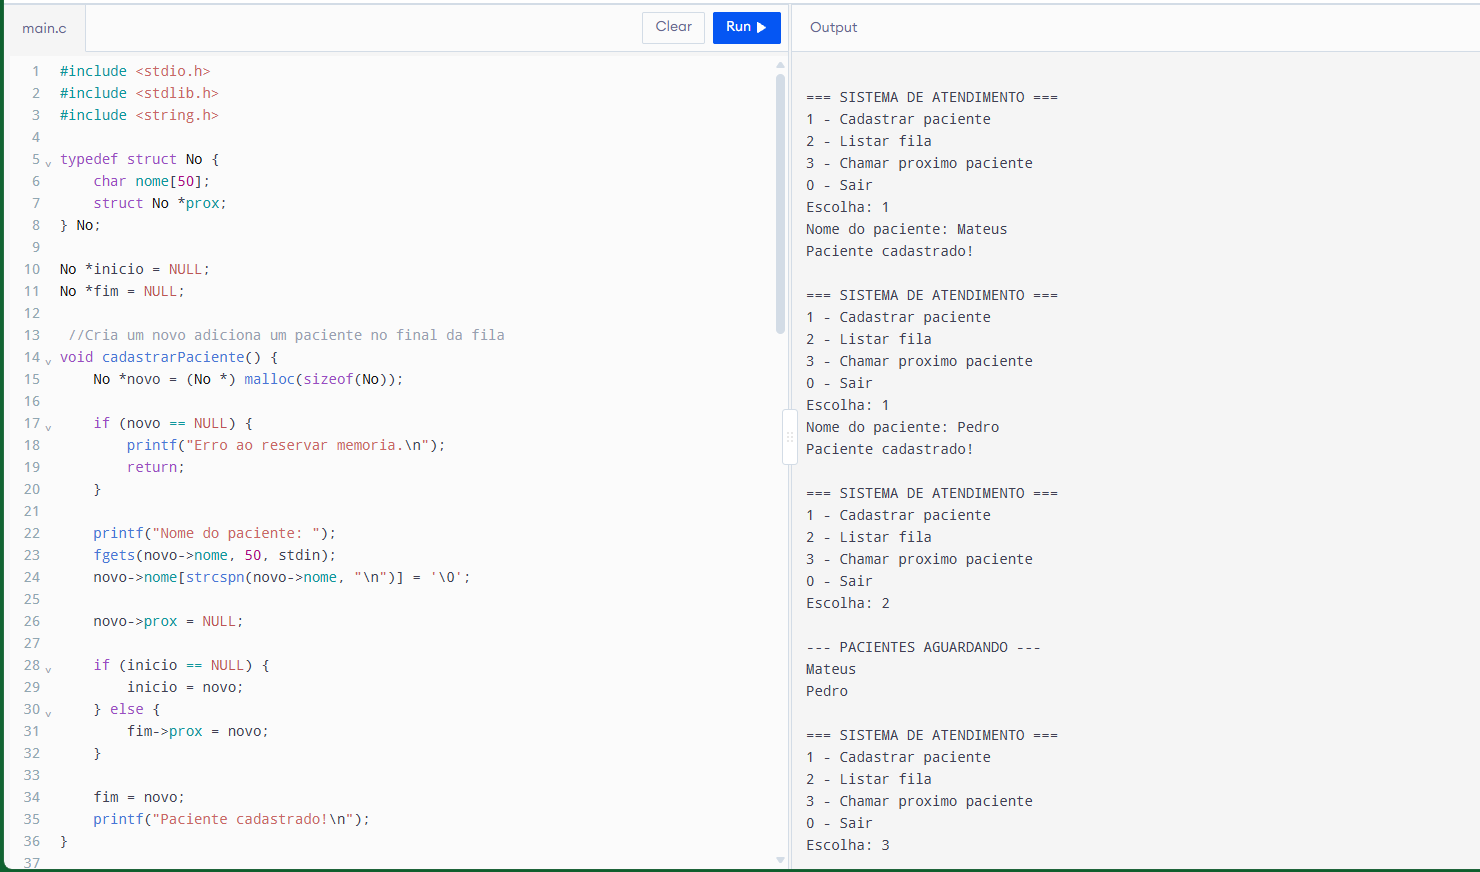 main.c
Clear
Run
1 #include <stdio.h>
2 #include <stdlib.h>
3 #include <string.h>
4
5 typedef struct No {
6     char nome[50];
7     struct No *prox;
8 } No;
9
10 No *inicio = NULL;
11 No *fim = NULL;
12
13  //Cria um novo adiciona um paciente no final da fila
14 void cadastrarPaciente() {
15     No *novo = (No *) malloc(sizeof(No));
16
17     if (novo == NULL) {
18         printf("Erro ao reservar memoria.\n");
19         return;
20     }
21
22     printf("Nome do paciente: ");
23     fgets(novo->nome, 50, stdin);
24     novo->nome[strcspn(novo->nome, "\n")] = '\0';
25
26     novo->prox = NULL;
27
28     if (inicio == NULL) {
29         inicio = novo;
30     } else {
31         fim->prox = novo;
32     }
33
34     fim = novo;
35     printf("Paciente cadastrado!\n");
36 }
37
Output
=== SISTEMA DE ATENDIMENTO ===
1 - Cadastrar paciente
2 - Listar fila
3 - Chamar proximo paciente
0 - Sair
Escolha: 1
Nome do paciente: Mateus
Paciente cadastrado!
=== SISTEMA DE ATENDIMENTO ===
1 - Cadastrar paciente
2 - Listar fila
3 - Chamar proximo paciente
0 - Sair
Escolha: 1
Nome do paciente: Pedro
Paciente cadastrado!
=== SISTEMA DE ATENDIMENTO ===
1 - Cadastrar paciente
2 - Listar fila
3 - Chamar proximo paciente
0 - Sair
Escolha: 2
--- PACIENTES AGUARDANDO ---
Mateus
Pedro
=== SISTEMA DE ATENDIMENTO ===
1 - Cadastrar paciente
2 - Listar fila
3 - Chamar proximo paciente
0 - Sair
Escolha: 3